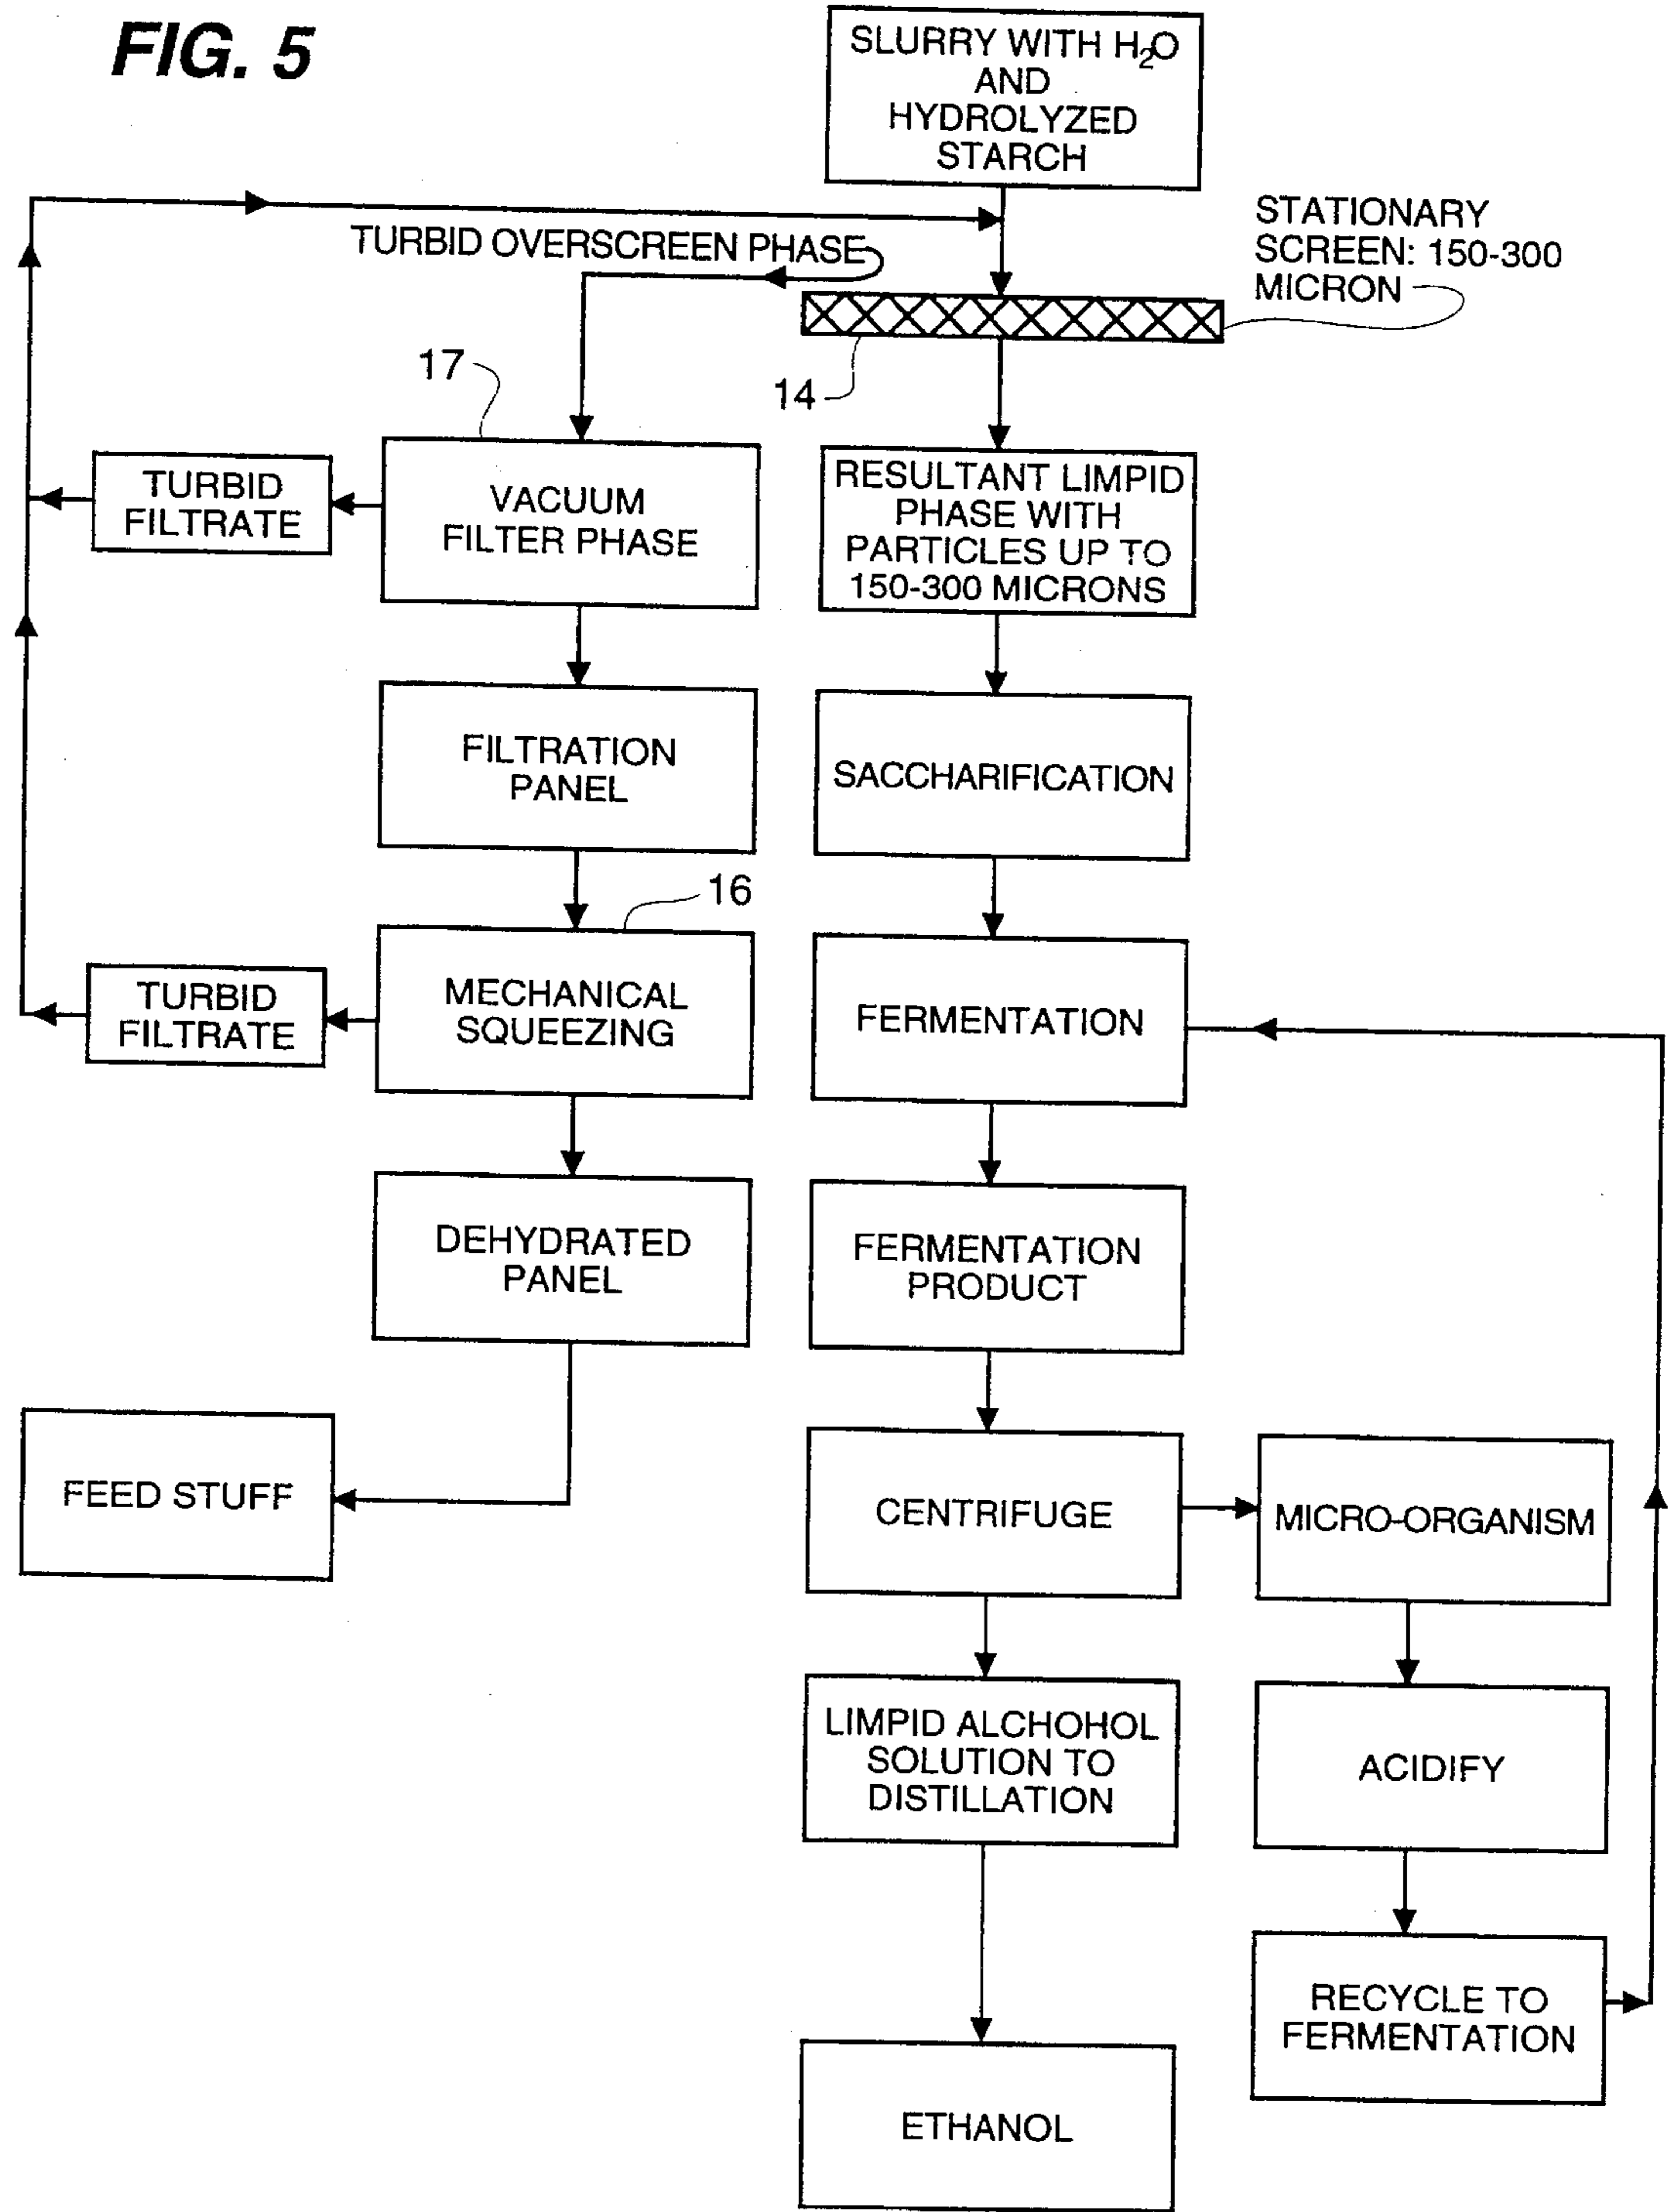 FIG. 5
SLURRY WITH H₂O
AND
HYDROLYZED
STARCH
TURBID OVERSCREEN PHASE
STATIONARY
SCREEN: 150-300
MICRON
14
17
TURBID
FILTRATE
VACUUM
FILTER PHASE
RESULTANT LIMPID
PHASE WITH
PARTICLES UP TO
150-300 MICRONS
FILTRATION
PANEL
SACCHARIFICATION
16
TURBID
FILTRATE
MECHANICAL
SQUEEZING
FERMENTATION
DEHYDRATED
PANEL
FERMENTATION
PRODUCT
FEED STUFF
CENTRIFUGE
MICRO-ORGANISM
LIMPID ALCHOHOL
SOLUTION TO
DISTILLATION
ACIDIFY
RECYCLE TO
FERMENTATION
ETHANOL